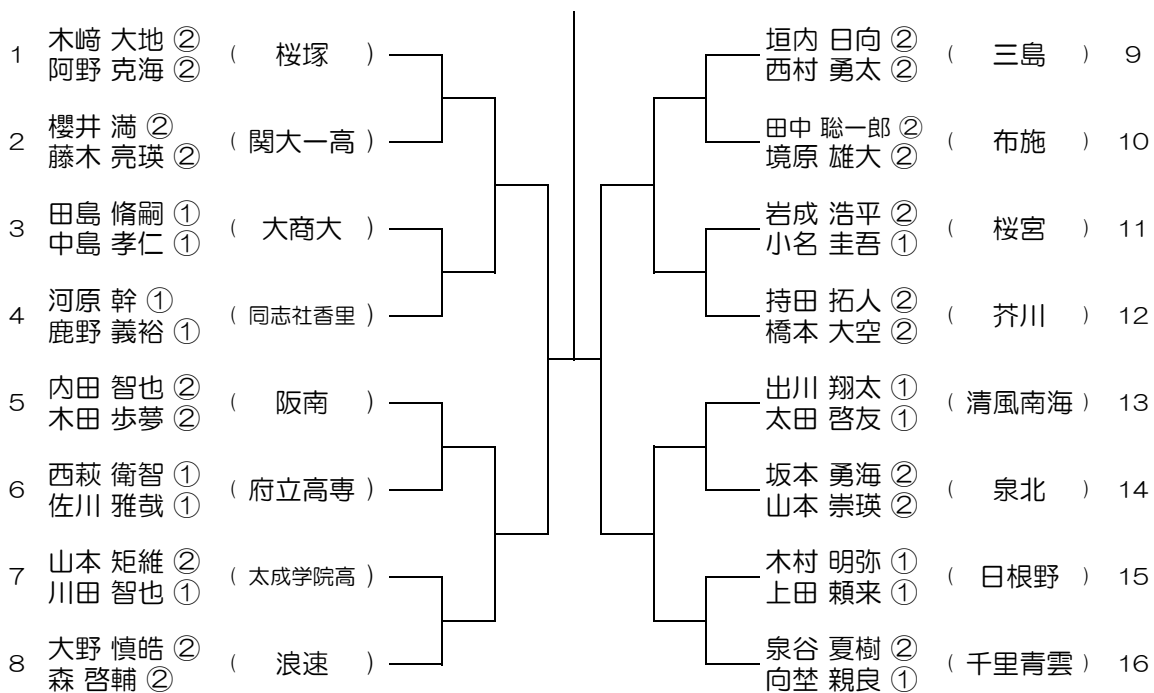 1 木﨑 大地 ② ( 桜塚 )
阿野 克海 ②
2 櫻井 満 ② ( 関大一高 )
藤木 亮瑛 ②
3 田島 脩嗣 ① ( 大商大 )
中島 孝仁 ①
4 河原 幹 ① ( 同志社香里 )
鹿野 義裕 ①
5 内田 智也 ② ( 阪南 )
木田 歩夢 ②
6 西萩 衛智 ① ( 府立高専 )
佐川 雅哉 ①
7 山本 矩維 ② ( 太成学院高 )
川田 智也 ①
8 大野 慎皓 ② ( 浪速 )
森 啓輔 ②
垣内 日向 ② ( 三島 ) 9
西村 勇太 ②
田中 聡一郎 ② ( 布施 ) 10
境原 雄大 ②
岩成 浩平 ② ( 桜宮 ) 11
小名 圭吾 ①
持田 拓人 ② ( 芥川 ) 12
橋本 大空 ②
出川 翔太 ① ( 清風南海 ) 13
太田 啓友 ①
坂本 勇海 ② ( 泉北 ) 14
山本 崇瑛 ②
木村 明弥 ① ( 日根野 ) 15
上田 頼来 ①
泉谷 夏樹 ② ( 千里青雲 ) 16
向埜 親良 ①